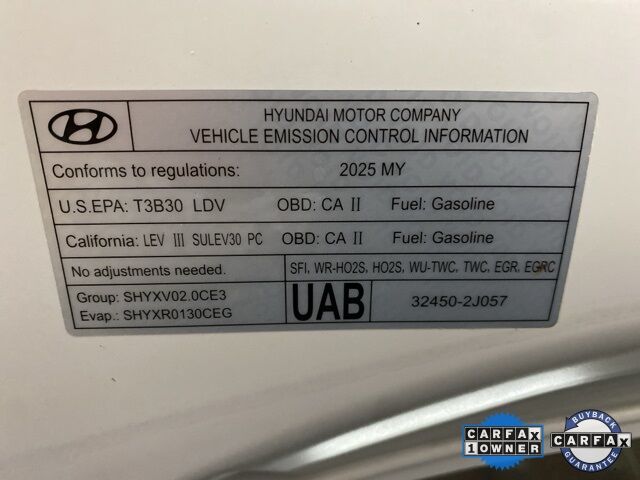 HYUNDAI MOTOR COMPANY
VEHICLE EMISSION CONTROL INFORMATION
Conforms to regulations: 2025 MY
U.S.EPA: T3B30 LDV OBD: CA II Fuel: Gasoline
California: LEV III SULEV30 PC OBD: CA II Fuel: Gasoline
No adjustments needed. SFI, WR-HO2S, HO2S, WU-TWC, TWC, EGR, EGRC
Group: SHYXV02.0CE3
Evap.: SHYXR0130CEG
UAB
32450-2J057
CARFAX
1 OWNER
BUYBACK
CARFAX
GUARANTEE